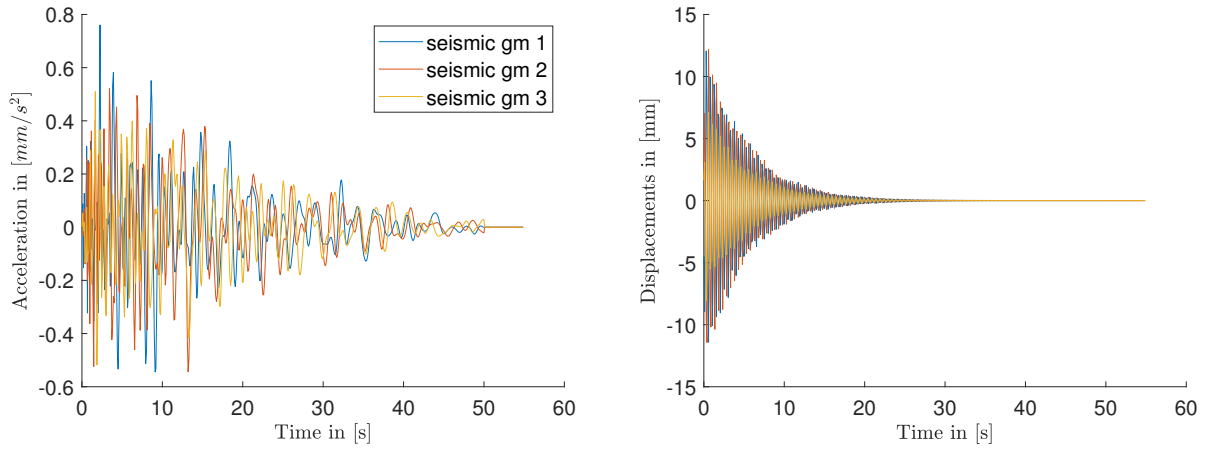 0.8
0.6
0.4
0.2
0
-0.2
-0.4
-0.6
Acceleration in [mm/s²]
0 10 20 30 40 50 60
Time in [s]
seismic gm 1
seismic gm 2
seismic gm 3
15
10
5
0
-5
-10
-15
Displacements in [mm]
0 10 20 30 40 50 60
Time in [s]